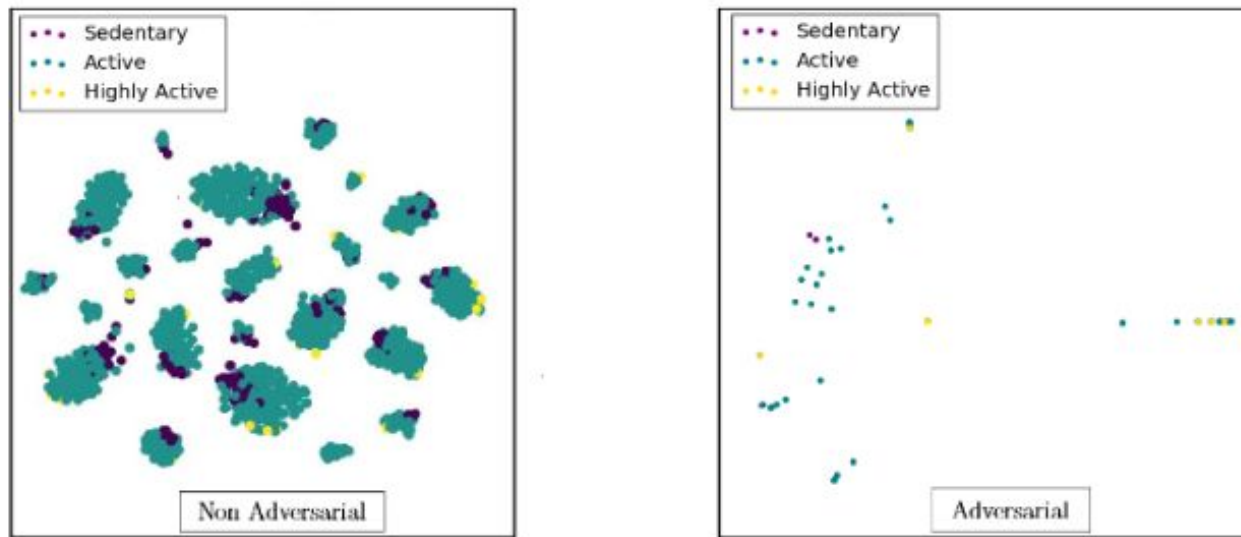 Sedentary
Active
Highly Active
Non Adversarial
Sedentary
Active
Highly Active
Adversarial